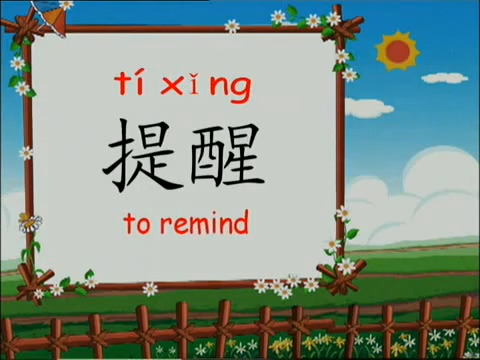 tí xǐng
提醒
to remind